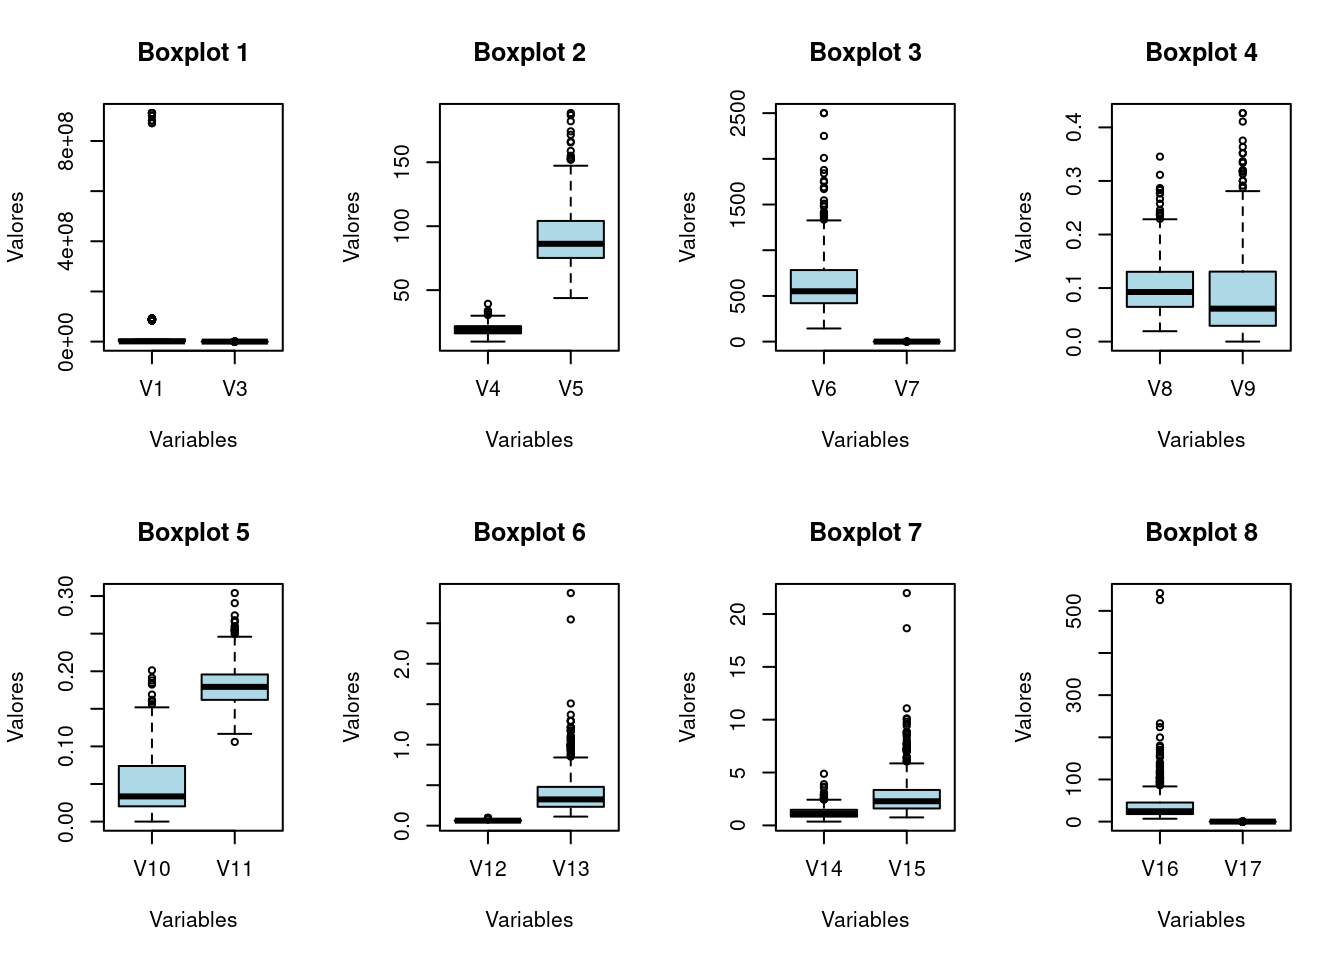 Boxplot 1
Valores
0e+00 4e+08 8e+08
V1 V3
Variables
Boxplot 2
Valores
50 100 150
V4 V5
Variables
Boxplot 3
Valores
0 500 1500 2500
V6 V7
Variables
Boxplot 4
Valores
0.0 0.1 0.2 0.3 0.4
V8 V9
Variables
Boxplot 5
Valores
0.00 0.10 0.20 0.30
V10 V11
Variables
Boxplot 6
Valores
0.0 1.0 2.0
V12 V13
Variables
Boxplot 7
Valores
0 5 10 15 20
V14 V15
Variables
Boxplot 8
Valores
0 100 300 500
V16 V17
Variables